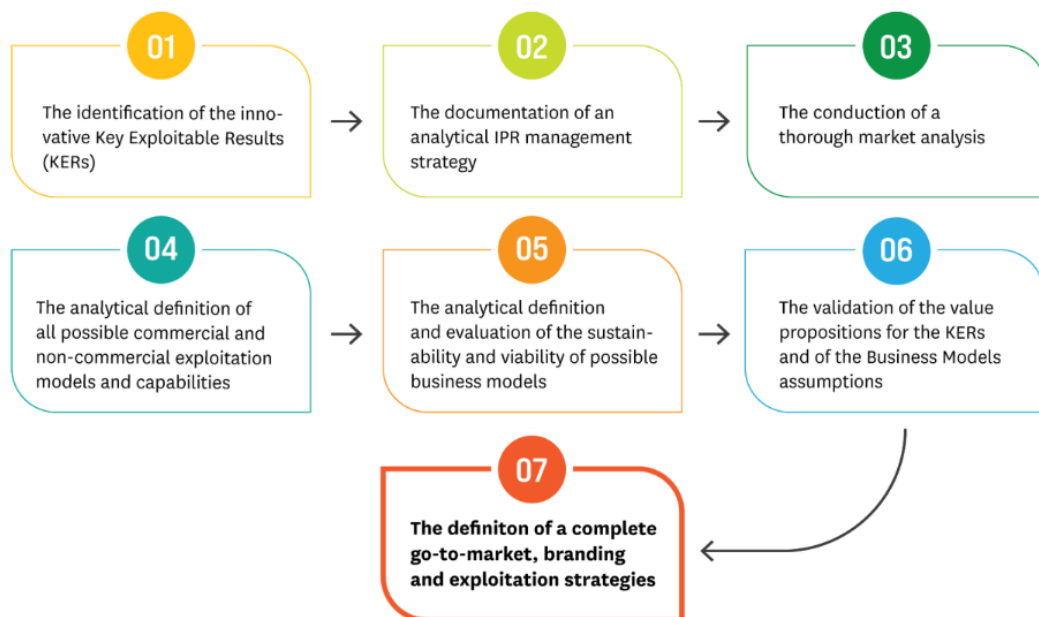 01
The identification of the inno-
vative Key Exploitable Results
(KERs)
02
The documentation of an
analytical IPR management
strategy
03
The conduction of a
thorough market analysis
04
The analytical definition of
all possible commercial and
non-commercial exploitation
models and capabilities
05
The analytical definition
and evaluation of the sustain-
ability and viability of possible
business models
06
The validation of the value
propositions for the KERs
and of the Business Models
assumptions
07
The definiton of a complete
go-to-market, branding
and exploitation strategies